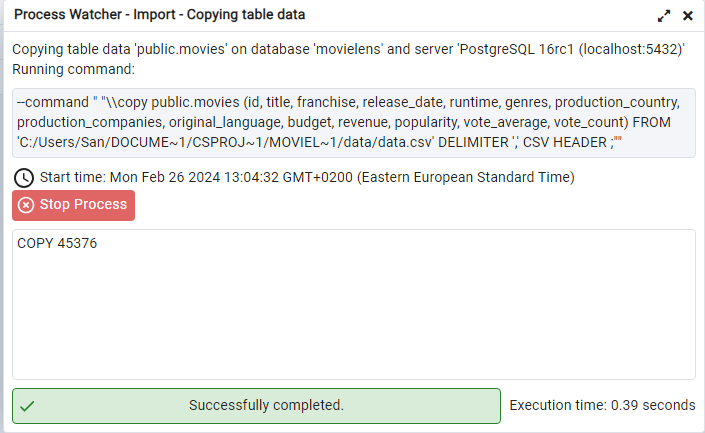 Process Watcher - Import - Copying table data
Copying table data 'public.movies' on database 'movielens' and server 'PostgreSQL 16rc1 (localhost:5432)'
Running command:
--command " "\\copy public.movies (id, title, franchise, release_date, runtime, genres, production_country,
production_companies, original_language, budget, revenue, popularity, vote_average, vote_count) FROM
'C:/Users/San/DOCUME~1/CSPROJ~1/MOVIEL~1/data/data.csv' DELIMITER ',' CSV HEADER ;""
Start time: Mon Feb 26 2024 13:04:32 GMT+0200 (Eastern European Standard Time)
Stop Process
COPY 45376
Successfully completed.
Execution time: 0.39 seconds